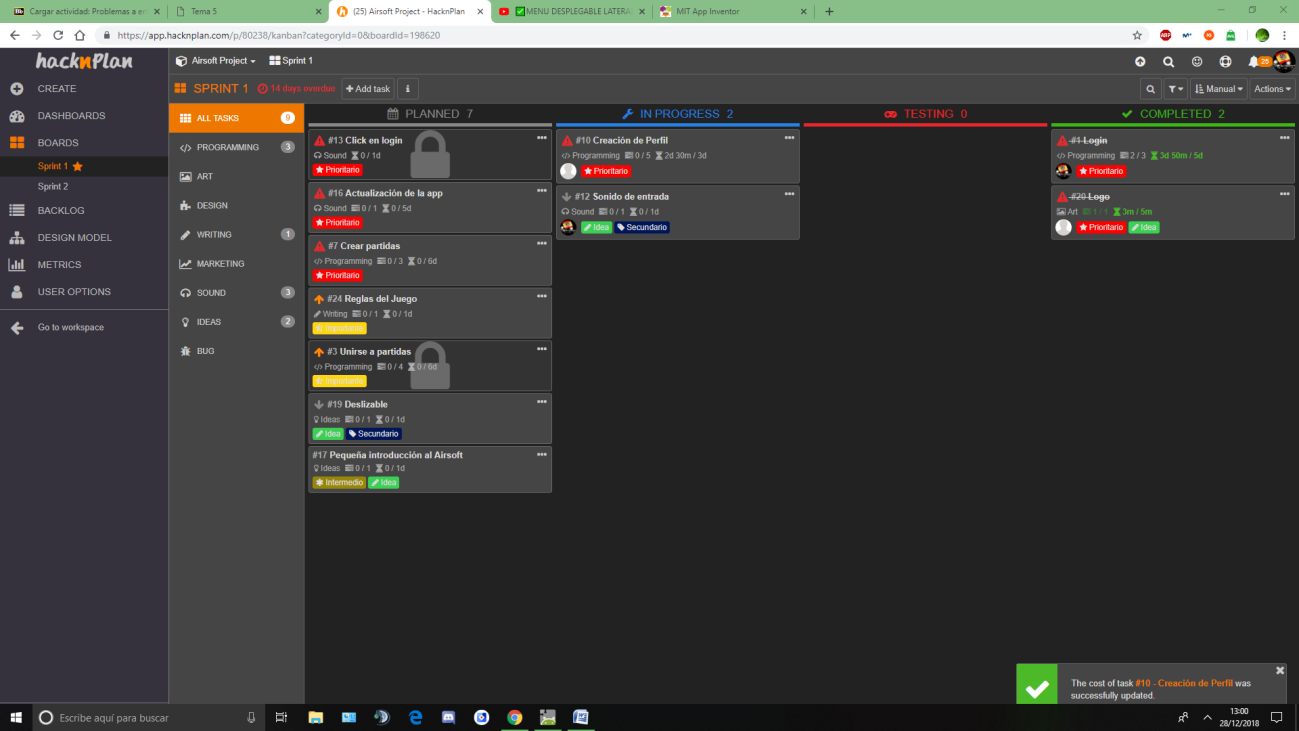 Cargar actividad: Problemas a en
Tema 5
(25) Airsoft Project - HacknPlan
MENU DESPLEGABLE LATERA
MIT App Inventor
https://app.hacknplan.com/p/80238/kanban?categoryId=0&boardId=198620
hacknPlan
Airsoft Project
Sprint 1
26
CREATE
DASHBOARDS
BOARDS
Sprint 1
Sprint 2
BACKLOG
DESIGN MODEL
METRICS
USER OPTIONS
Go to workspace
SPRINT 1
14 days overdue
+ Add task
Manual
Actions
ALL TASKS 9
PROGRAMMING 3
ART
DESIGN
WRITING 1
MARKETING
SOUND 3
IDEAS 2
BUG
PLANNED 7
#13 Click en login
Sound 0 / 1d
Prioritario
#16 Actualización de la app
Sound 0 / 1 0 / 5d
Prioritario
#7 Crear partidas
Programming 0 / 3 0 / 6d
Prioritario
#24 Reglas del Juego
Writing 0 / 1 0 / 1d
Importante
#3 Unirse a partidas
Programming 0 / 4 0 / 6d
Importante
#19 Deslizable
Ideas 0 / 1 0 / 1d
Idea Secundario
#17 Pequeña introducción al Airsoft
Ideas 0 / 1 0 / 1d
Intermedio Idea
IN PROGRESS 2
#10 Creación de Perfil
Programming 0 / 5 2d 30m / 3d
Prioritario
#12 Sonido de entrada
Sound 0 / 1 0 / 1d
Idea Secundario
TESTING 0
COMPLETED 2
#1 Login
Programming 2 / 3 3d 50m / 5d
Prioritario
#20 Logo
Art 1 / 1 3m / 5m
Prioritario Idea
The cost of task #10 - Creación de Perfil was
successfully updated.
Escribe aquí para buscar
13:00
28/12/2018